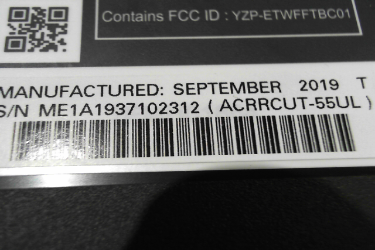 Contains FCC ID : YZP-ETWFFTBC01
MANUFACTURED: SEPTEMBER 2019 T
S/N ME1A1937102312 ( ACRRCUT-55UL )